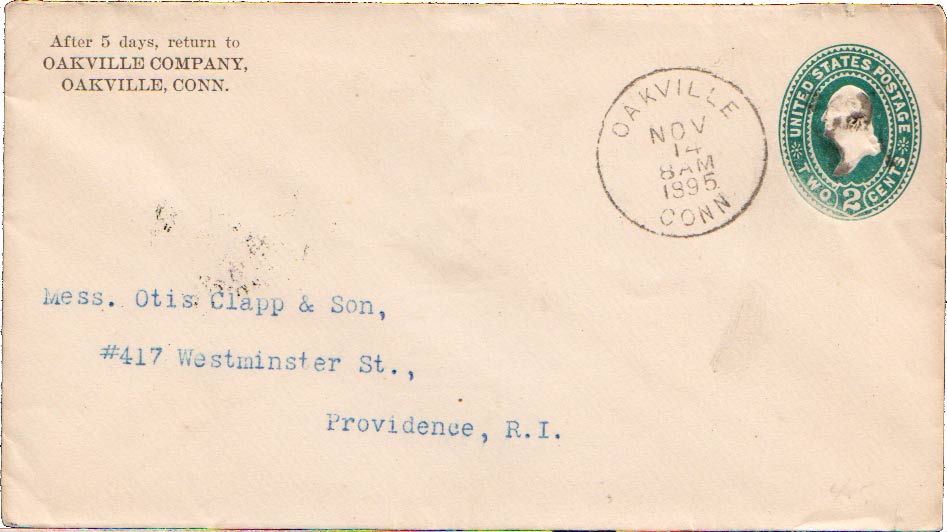 After 5 days, return to
OAKVILLE COMPANY,
OAKVILLE, CONN.
OAKVILLE
NOV
14
8AM
1895
CONN
UNITED STATES POSTAGE
TWO 2 CENTS
Mess. Otis Clapp & Son,
#417 Westminster St.,
Providence, R.I.